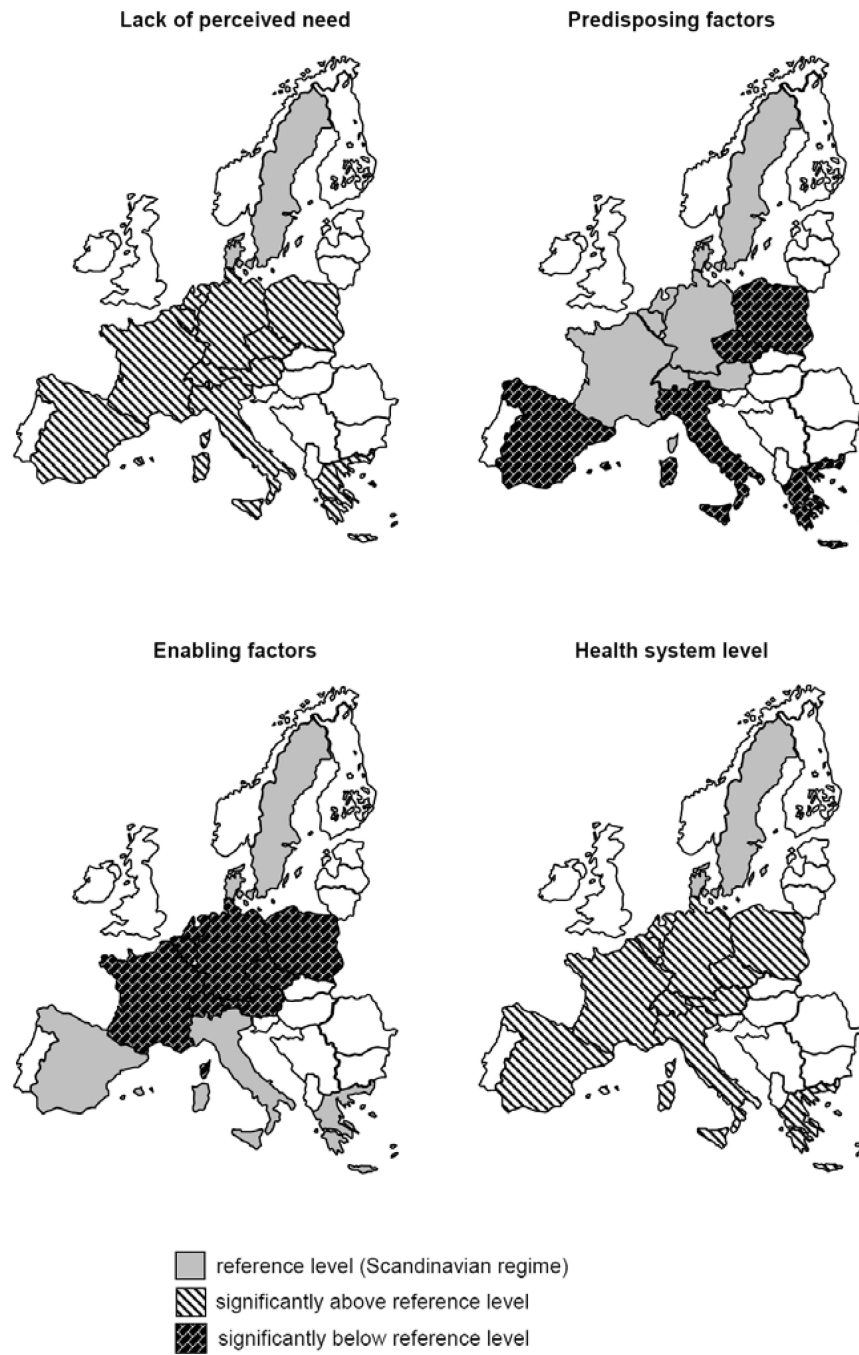 Lack of perceived need
Predisposing factors
Enabling factors
Health system level
reference level (Scandinavian regime)
significantly above reference level
significantly below reference level